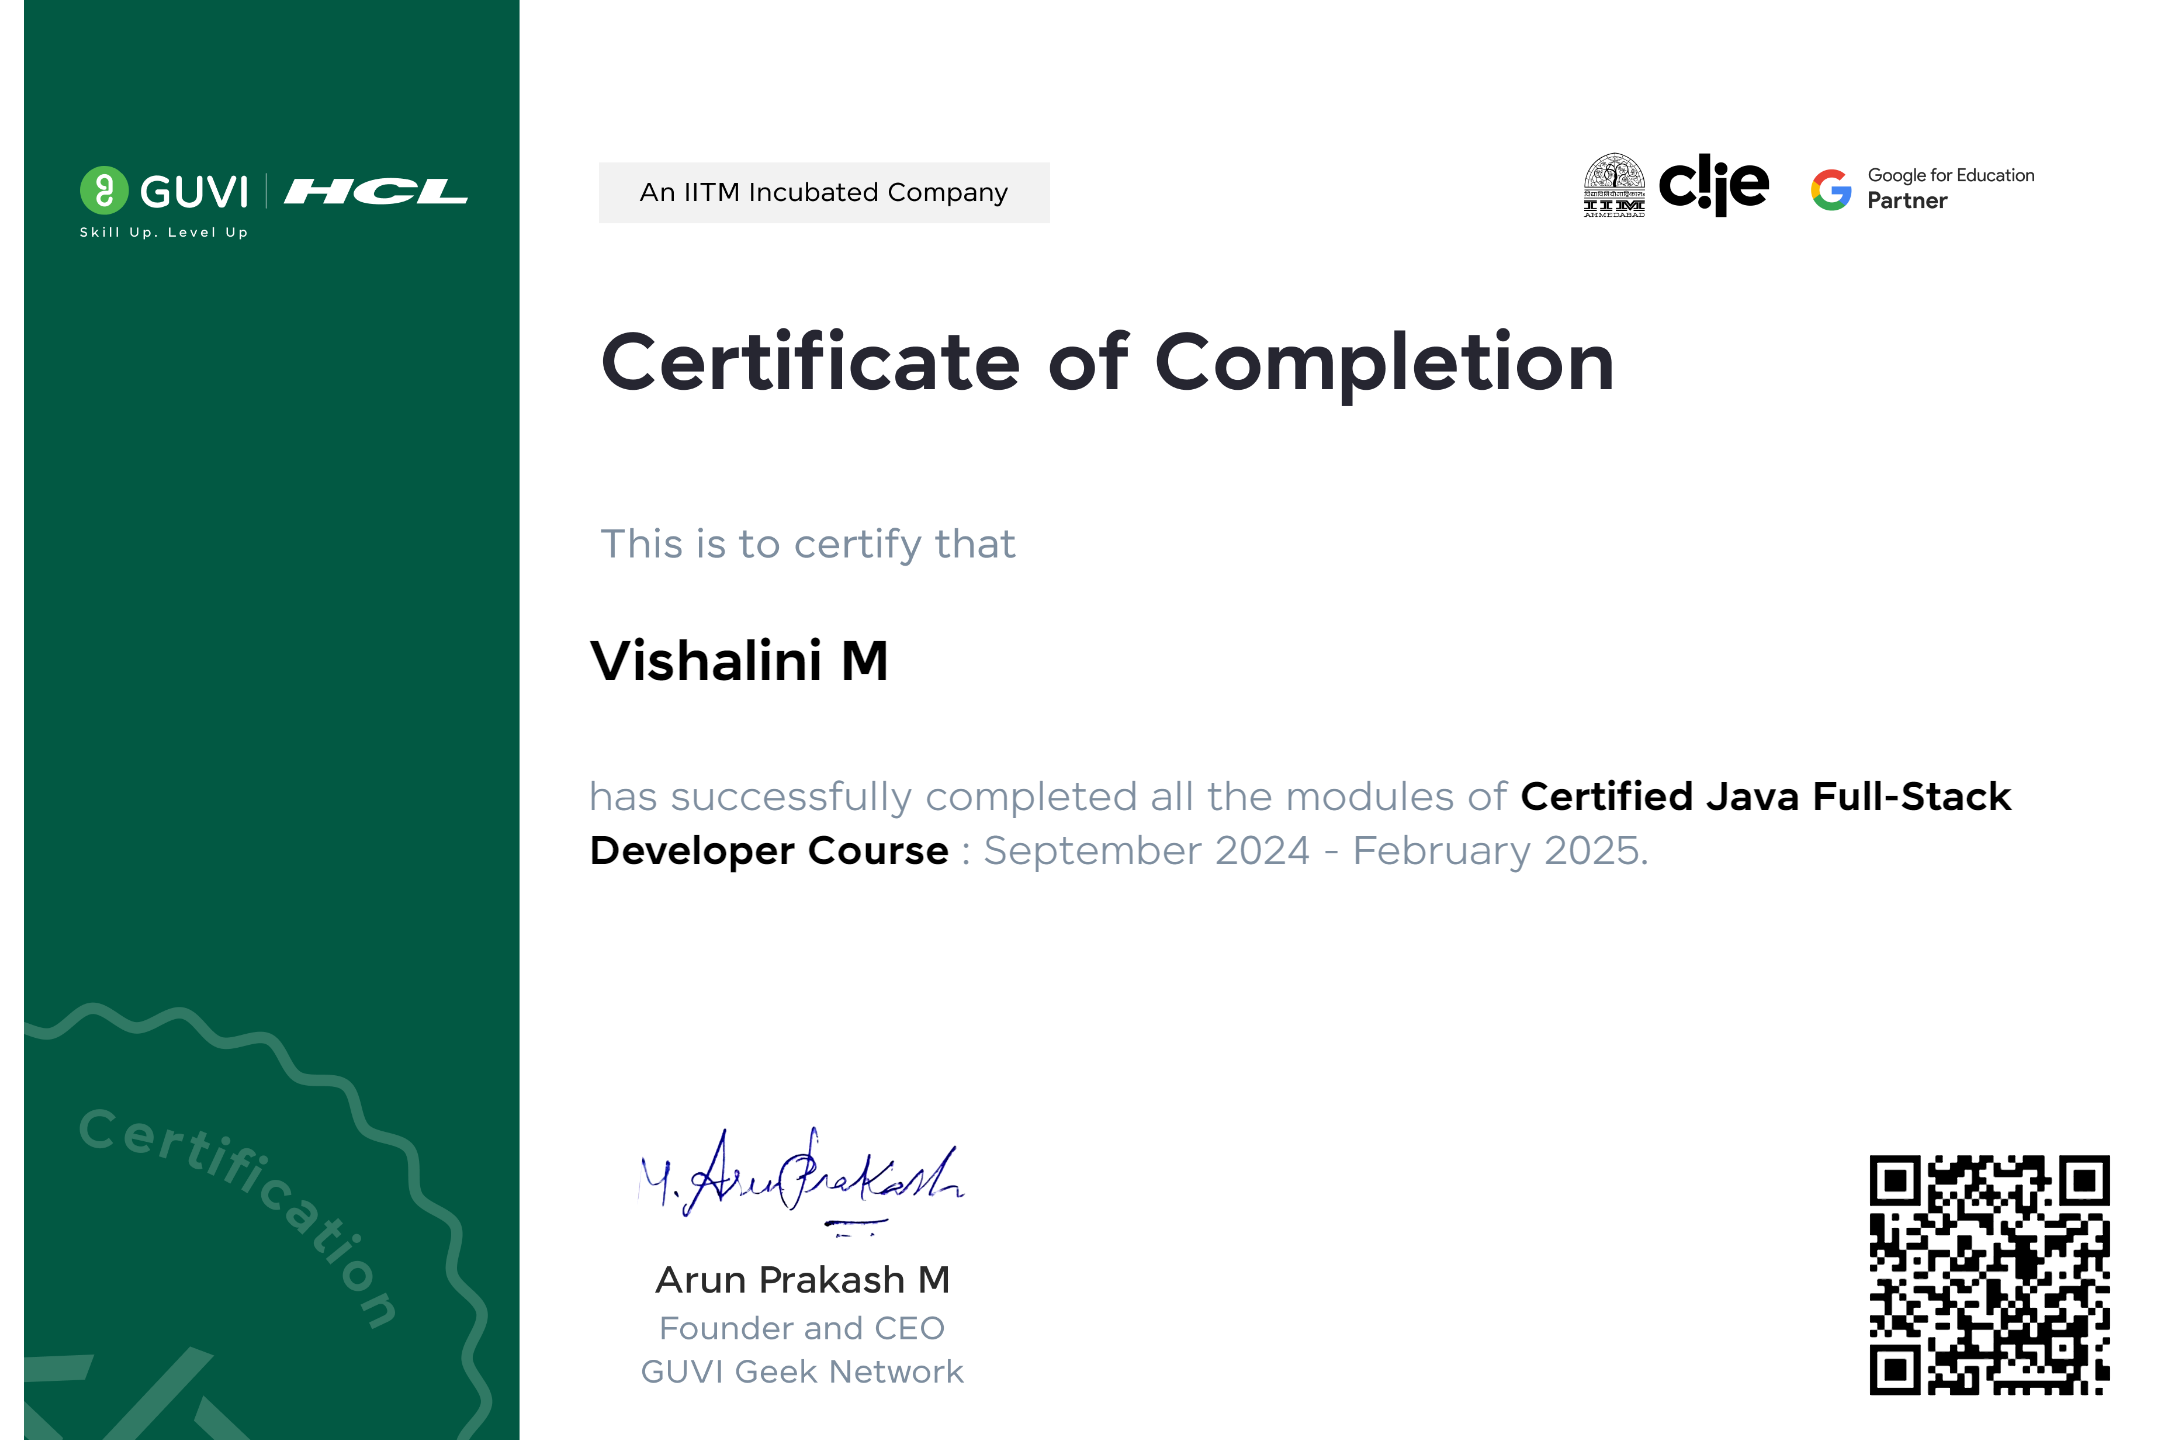 GUVI | HCL
Skill Up. Level Up
An IITM Incubated Company
IIM
AHMEDABAD
c!ie
Google for Education
Partner
Certificate of Completion
This is to certify that
Vishalini M
has successfully completed all the modules of Certified Java Full-Stack
Developer Course : September 2024 - February 2025.
Certification
M. Arun Prakash
Arun Prakash M
Founder and CEO
GUVI Geek Network